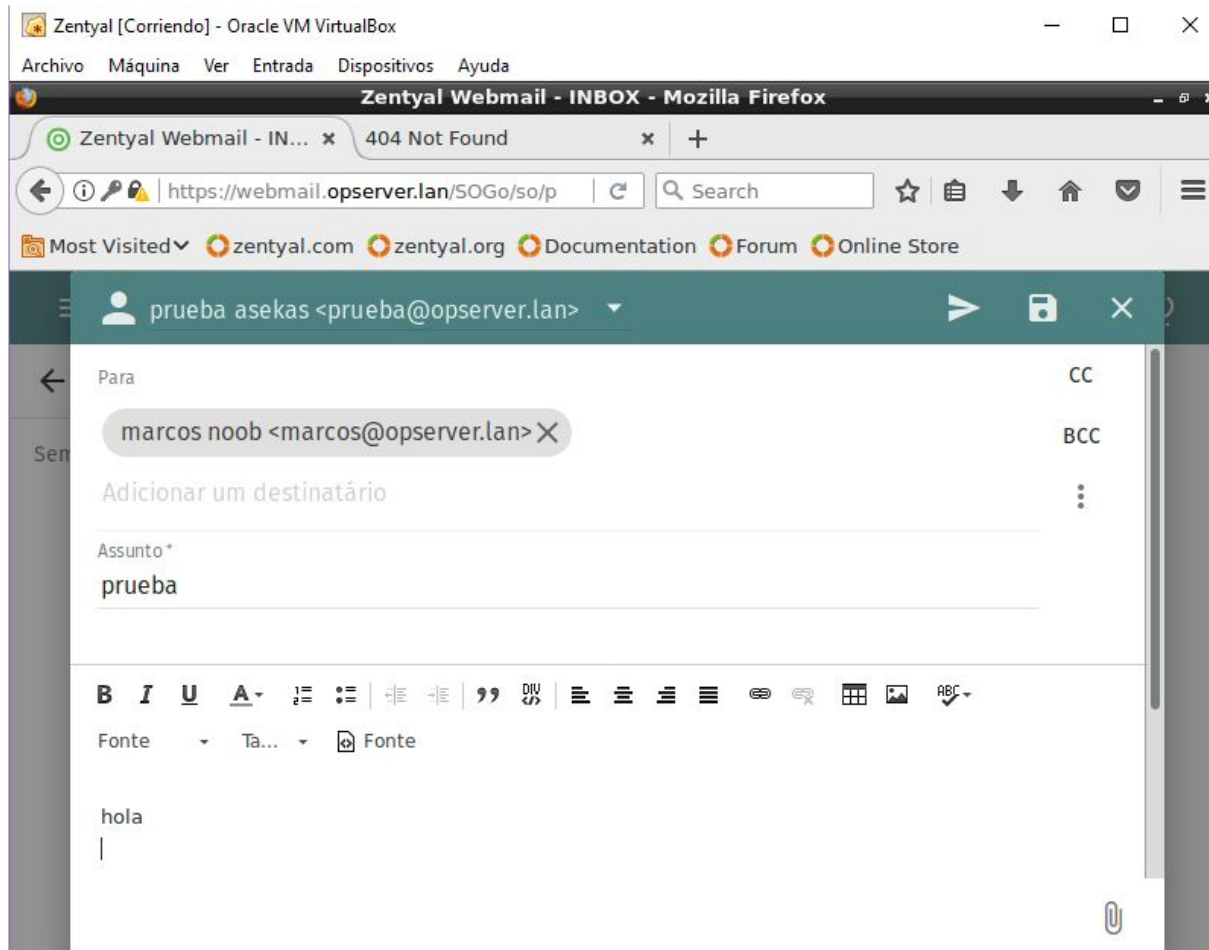 Zentyal [Corriendo] - Oracle VM VirtualBox
Archivo Máquina Ver Entrada Dispositivos Ayuda
Zentyal Webmail - INBOX - Mozilla Firefox
Zentyal Webmail - IN... 404 Not Found
https://webmail.opserver.lan/SOGo/so/p Search
Most Visited zentyal.com zentyal.org Documentation Forum Online Store
prueba asekas <prueba@opserver.lan>
Para CC
marcos noob <marcos@opserver.lan>
BCC
Sem
Adicionar um destinatário
Assunto *
prueba
B I U A DIV ABC
Fonte Ta... Fonte
hola